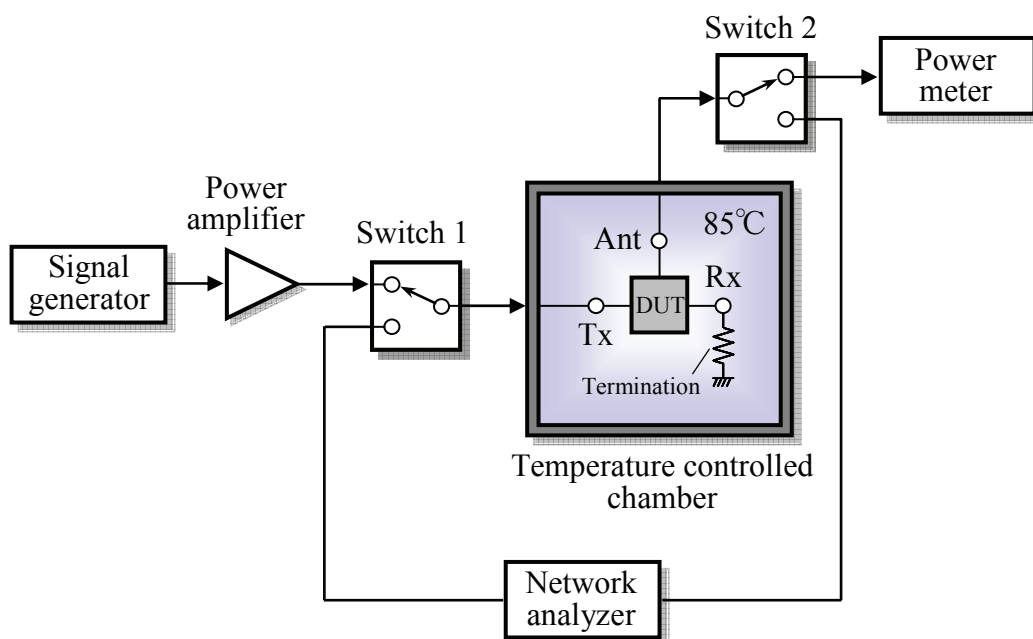 Switch 2
Power
meter
Power
amplifier
Switch 1
Signal
generator
85℃
Ant
Rx
DUT
Tx
Termination
Temperature controlled
chamber
Network
analyzer